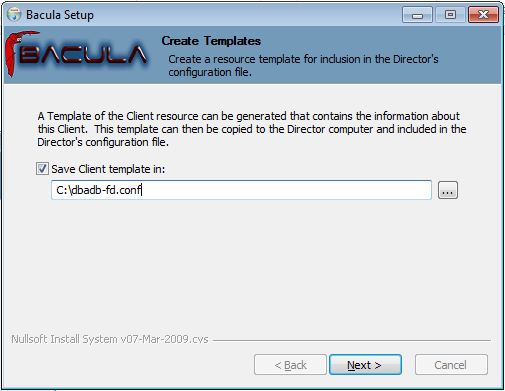 Bacula Setup
BACULA
Create Templates
Create a resource template for inclusion in the Director's
configuration file.
A Template of the Client resource can be generated that contains the information about
this Client. This template can then be copied to the Director computer and included in the
Director's configuration file.
Save Client template in:
C:\dbadb-fd.conf
...
Nullsoft Install System v07-Mar-2009.cvs
< Back
Next >
Cancel